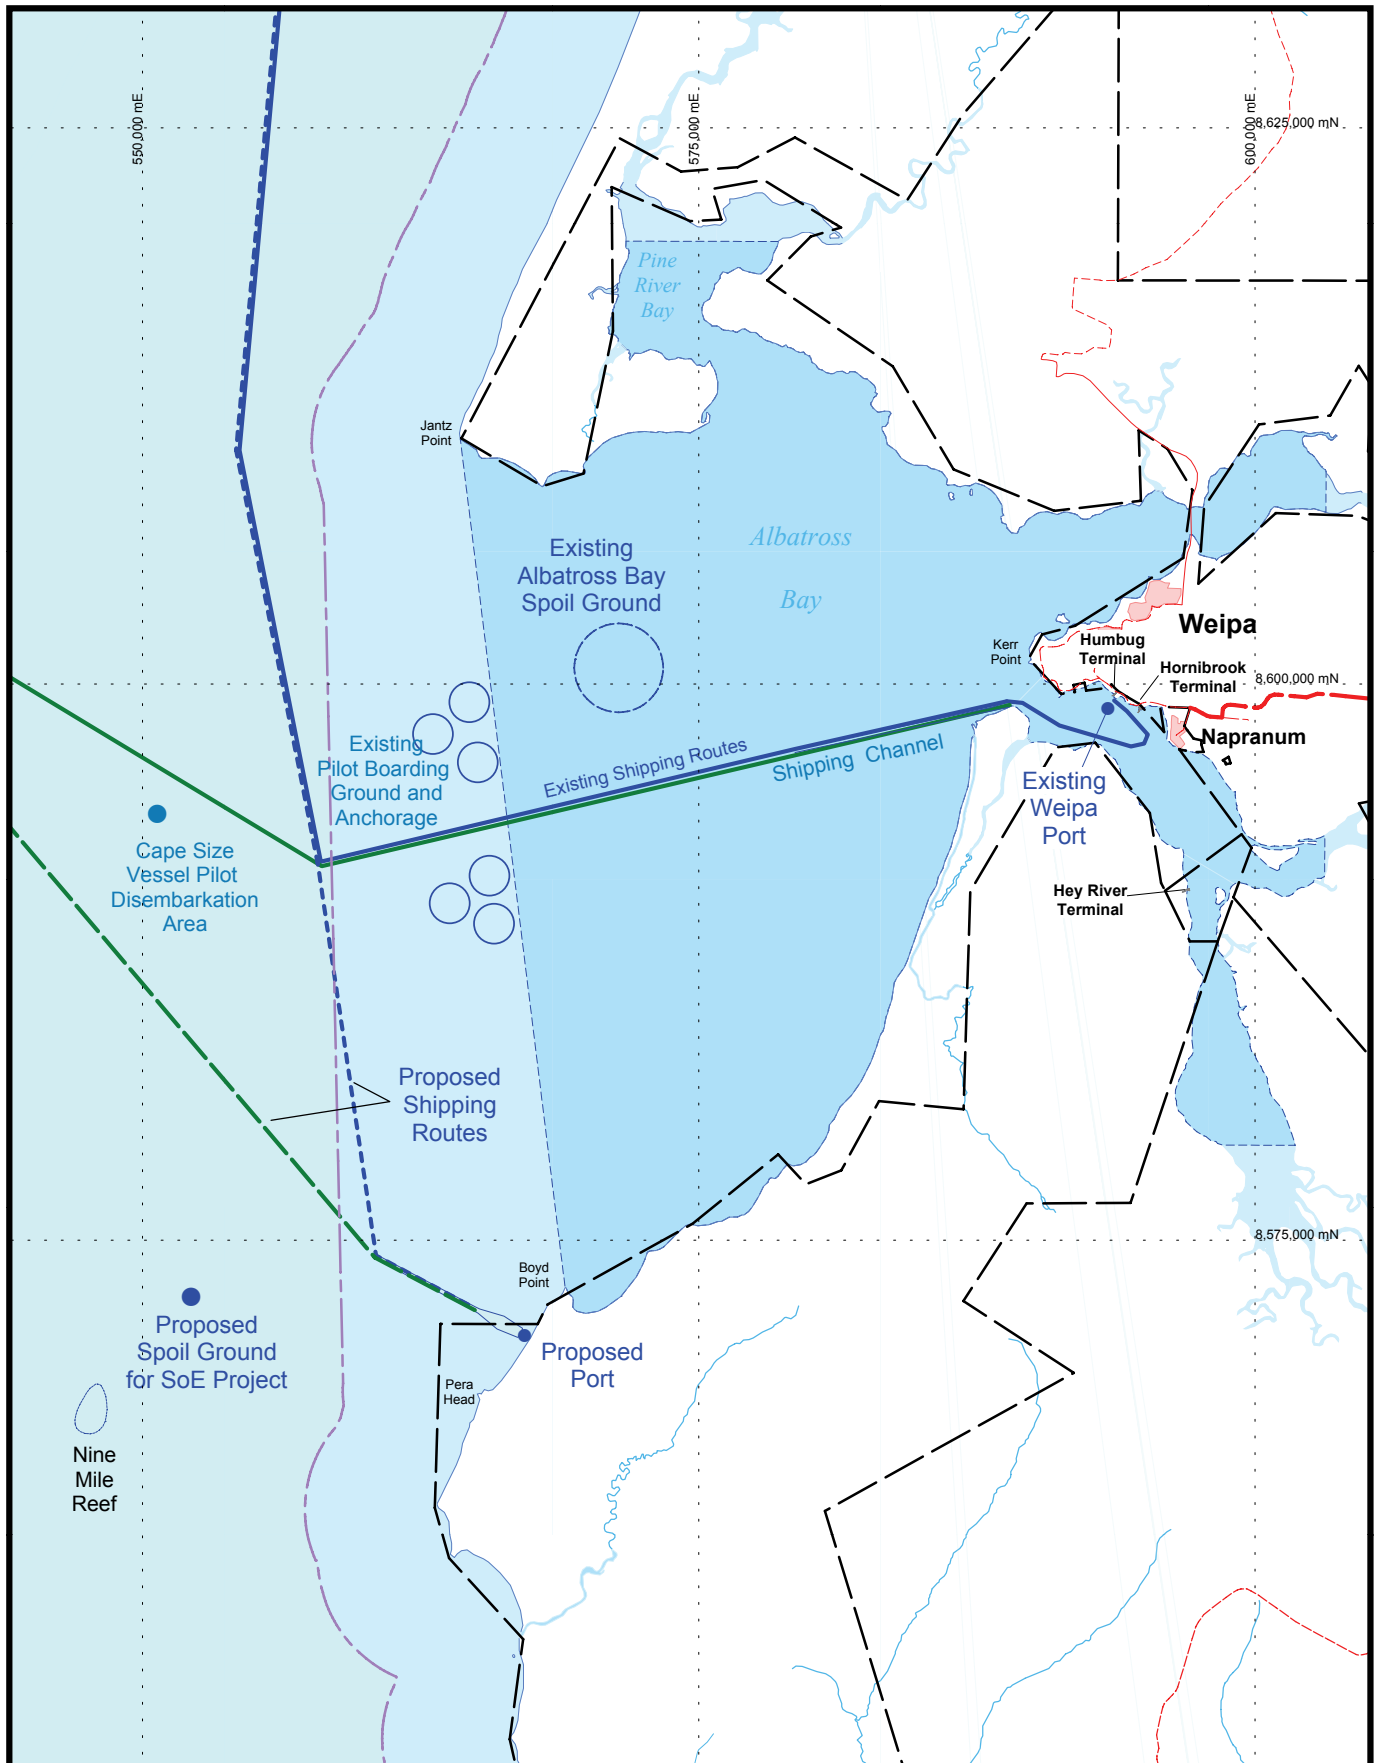 550,000 mE
575,000 mE
600,000 mE
8,625,000 mN
Pine
River
Bay
Jantz
Point
Albatross
Bay
Existing
Albatross Bay
Spoil Ground
Weipa
Kerr
Point
Humbug
Terminal
Hornibrook
Terminal
8,600,000 mN
Napranum
Existing
Pilot Boarding
Ground and
Anchorage
Existing Shipping Routes
Shipping Channel
Existing
Weipa
Port
Cape Size
Vessel Pilot
Disembarkation
Area
Hey River
Terminal
Proposed
Shipping
Routes
8,575,000 mN
Boyd
Point
Proposed
Spoil Ground
for SoE Project
Proposed
Port
Pera
Head
Nine
Mile
Reef